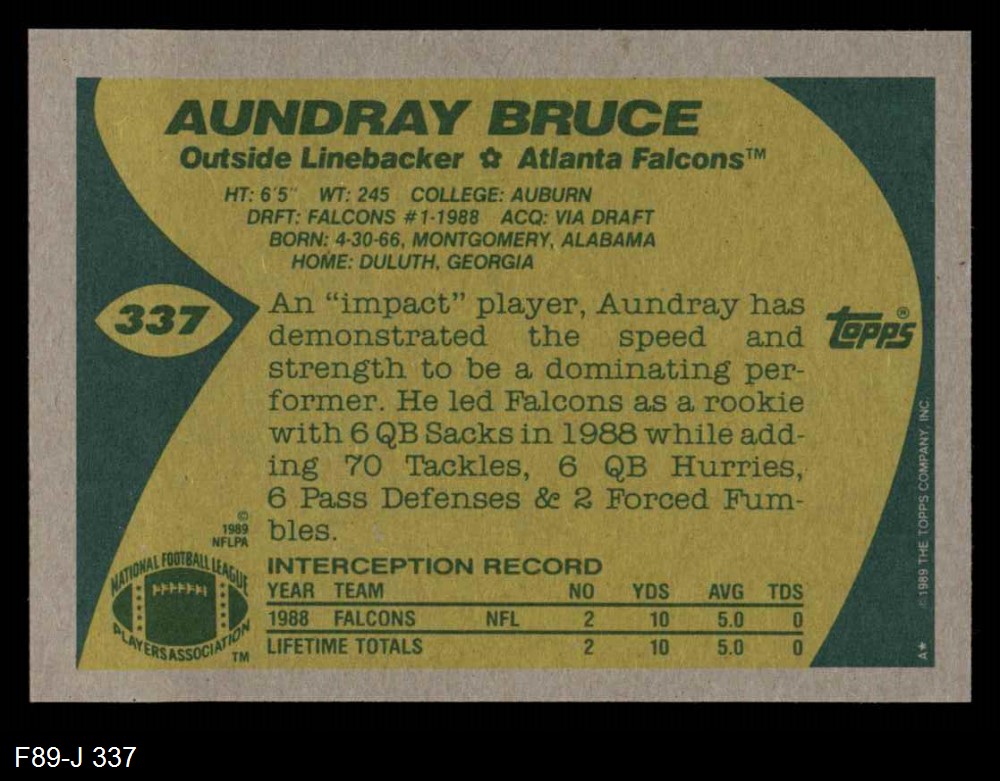 AUNDRAY BRUCE
Outside Linebacker ✿ Atlanta Falcons™
HT: 6'5" WT: 245 COLLEGE: AUBURN
DRFT: FALCONS #1-1988 ACQ: VIA DRAFT
BORN: 4-30-66, MONTGOMERY, ALABAMA
HOME: DULUTH, GEORGIA
337
An “impact” player, Aundray has
demonstrated the speed and
strength to be a dominating per-
former. He led Falcons as a rookie
with 6 QB Sacks in 1988 while add-
ing 70 Tackles, 6 QB Hurries,
6 Pass Defenses & 2 Forced Fum-
bles.
topps®
© 1989 THE TOPPS COMPANY, INC.
A*
©
1989
NFLPA
NATIONAL FOOTBALL LEAGUE
PLAYERS ASSOCIATION
TM
INTERCEPTION RECORD
YEAR TEAM NO YDS AVG TDS
1988 FALCONS NFL 2 10 5.0 0
LIFETIME TOTALS 2 10 5.0 0
F89-J 337